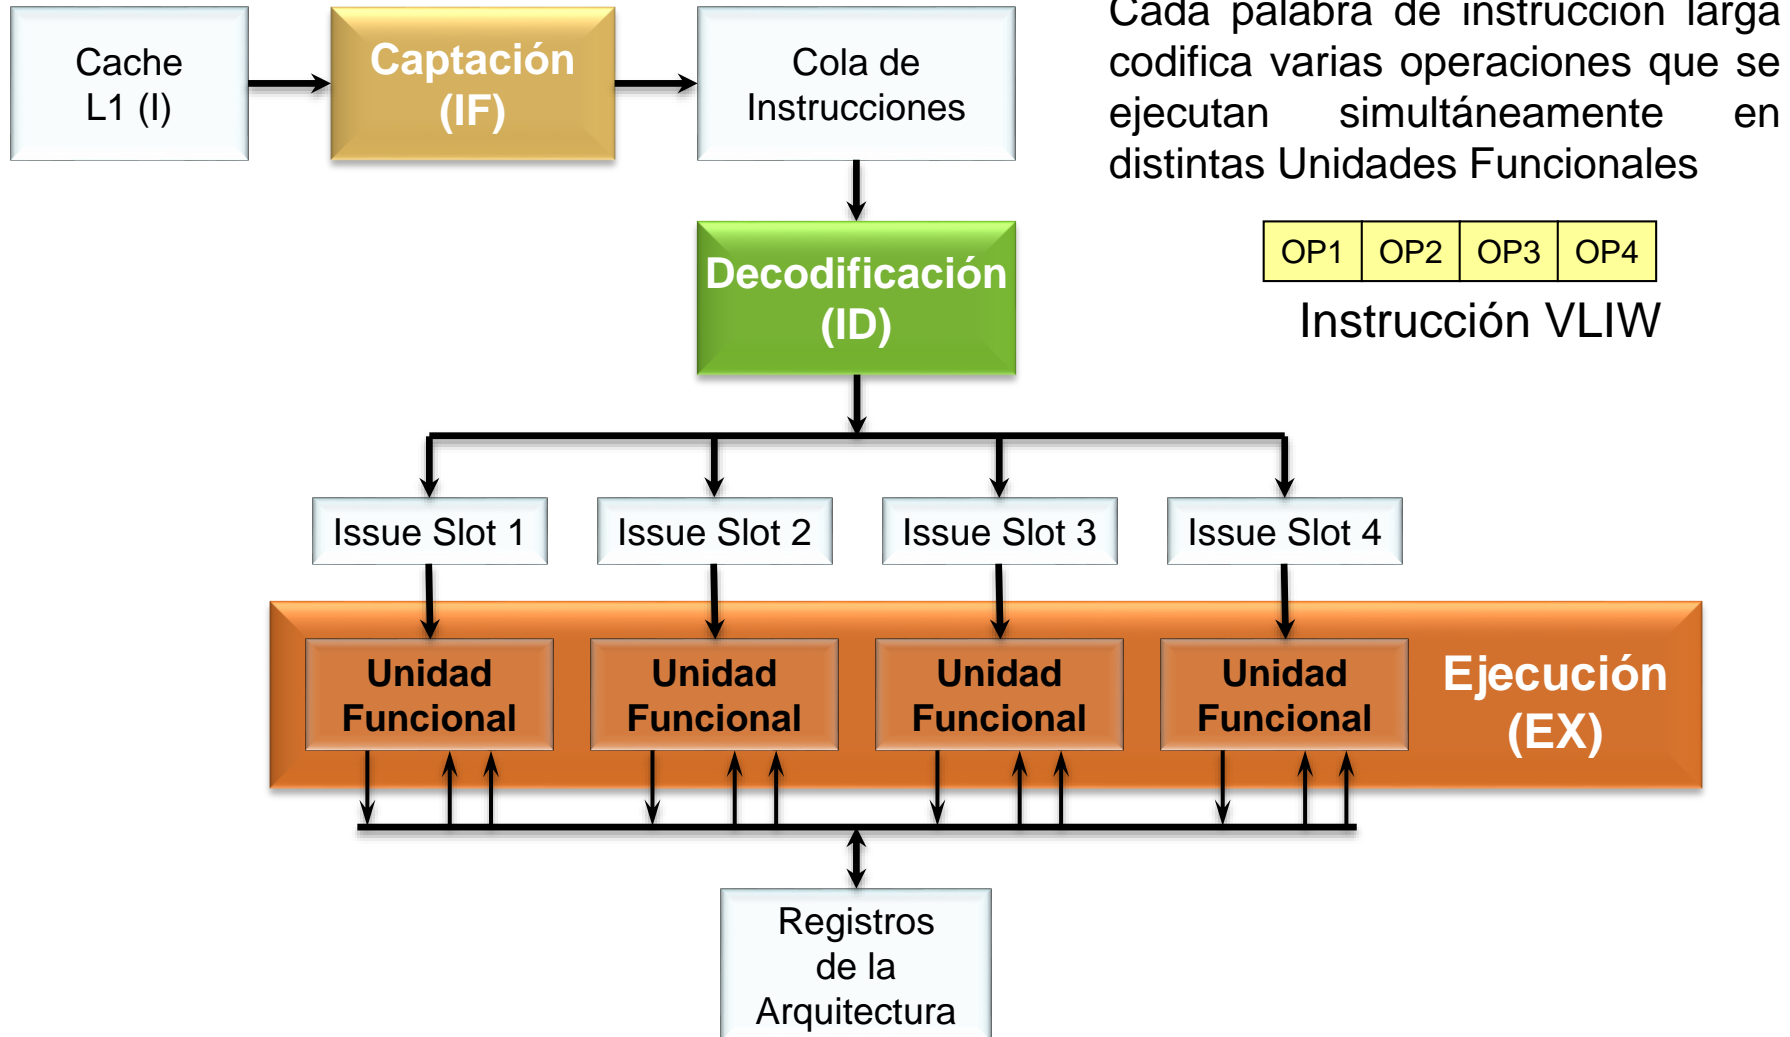 Cada palabra de instrucción larga
codifica varias operaciones que se
ejecutan simultáneamente en
distintas Unidades Funcionales
Cache
L1 (I)
Captación
(IF)
Cola de
Instrucciones
OP1 OP2 OP3 OP4
Instrucción VLIW
Decodificación
(ID)
Issue Slot 1
Issue Slot 2
Issue Slot 3
Issue Slot 4
Unidad
Funcional
Unidad
Funcional
Unidad
Funcional
Unidad
Funcional
Ejecución
(EX)
Registros
de la
Arquitectura